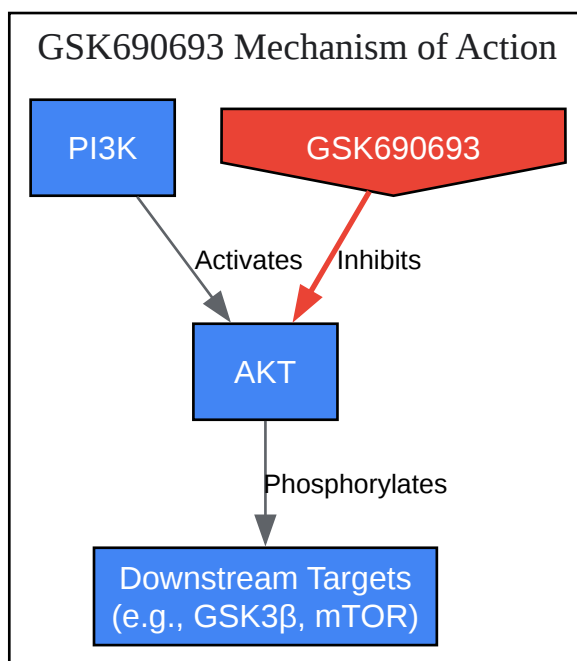 GSK690693 Mechanism of Action
PI3K
GSK690693
Activates
Inhibits
AKT
Phosphorylates
Downstream Targets
(e.g., GSK3β, mTOR)